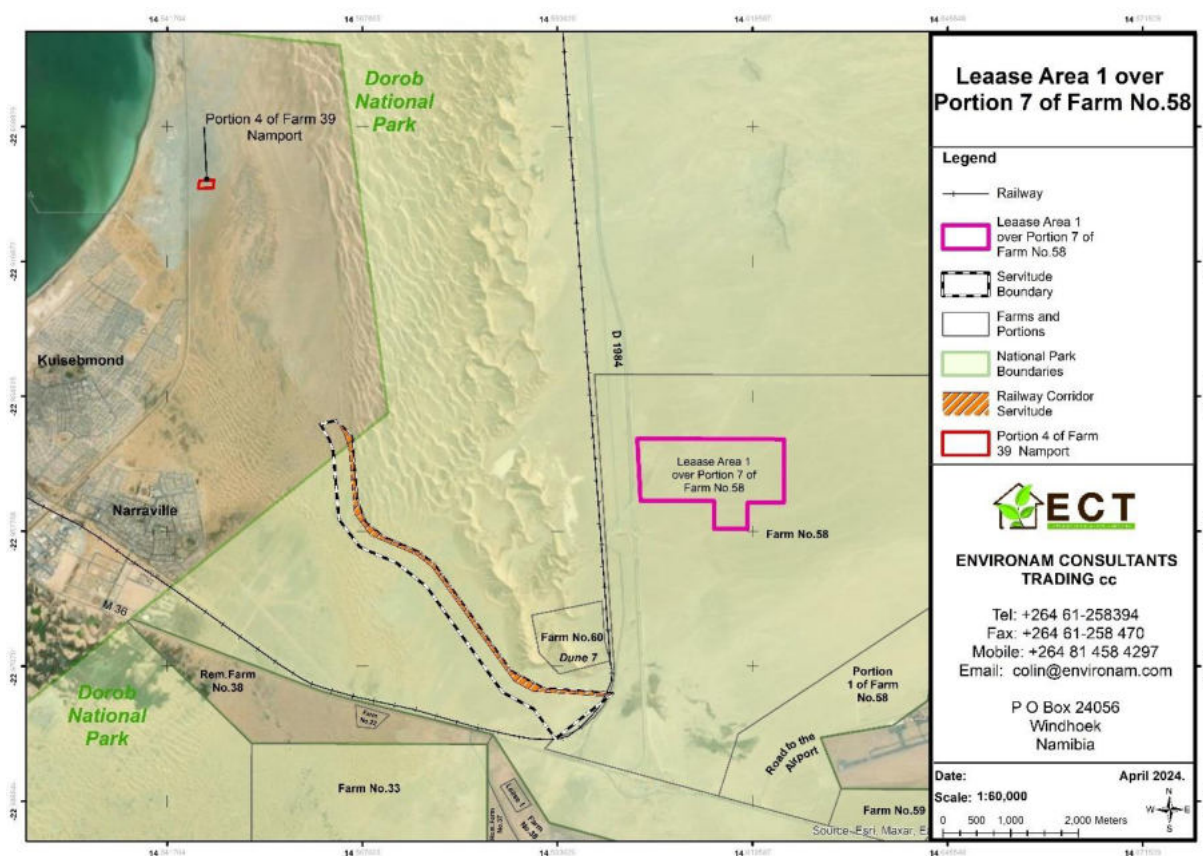 14.541764
14.567685
Dorob
National
Park
Portion 4 of Farm 39
Namport
D 1984
Kuisebmond
Narraville
M 36
Leaase Area 1
over Portion 7 of
Farm No.58
Farm No.58
Farm No.60
Dune 7
Rem.Farm
No.38
Dorob
National
Park
Farm No.33
Portion
1 of Farm
No.58
Road to the
Airport
Farm No.59
Source: Esri, Maxar, E
Leaase Area 1 over
Portion 7 of Farm No.58
Legend
Railway
Leaase Area 1
over Portion 7 of
Farm No.58
Servitude
Boundary
Farms and
Portions
National Park
Boundaries
Railway Corridor
Servitude
Portion 4 of Farm
39 Namport
ECT
ENVIRONAM CONSULTANTS
TRADING cc
Tel: +264 61-258394
Fax: +264 61-258 470
Mobile: +264 81 458 4297
Email: colin@environam.com
P O Box 24056
Windhoek
Namibia
Date: April 2024.
Scale: 1:60,000
N
W E
S
0 500 1,000 2,000 Meters